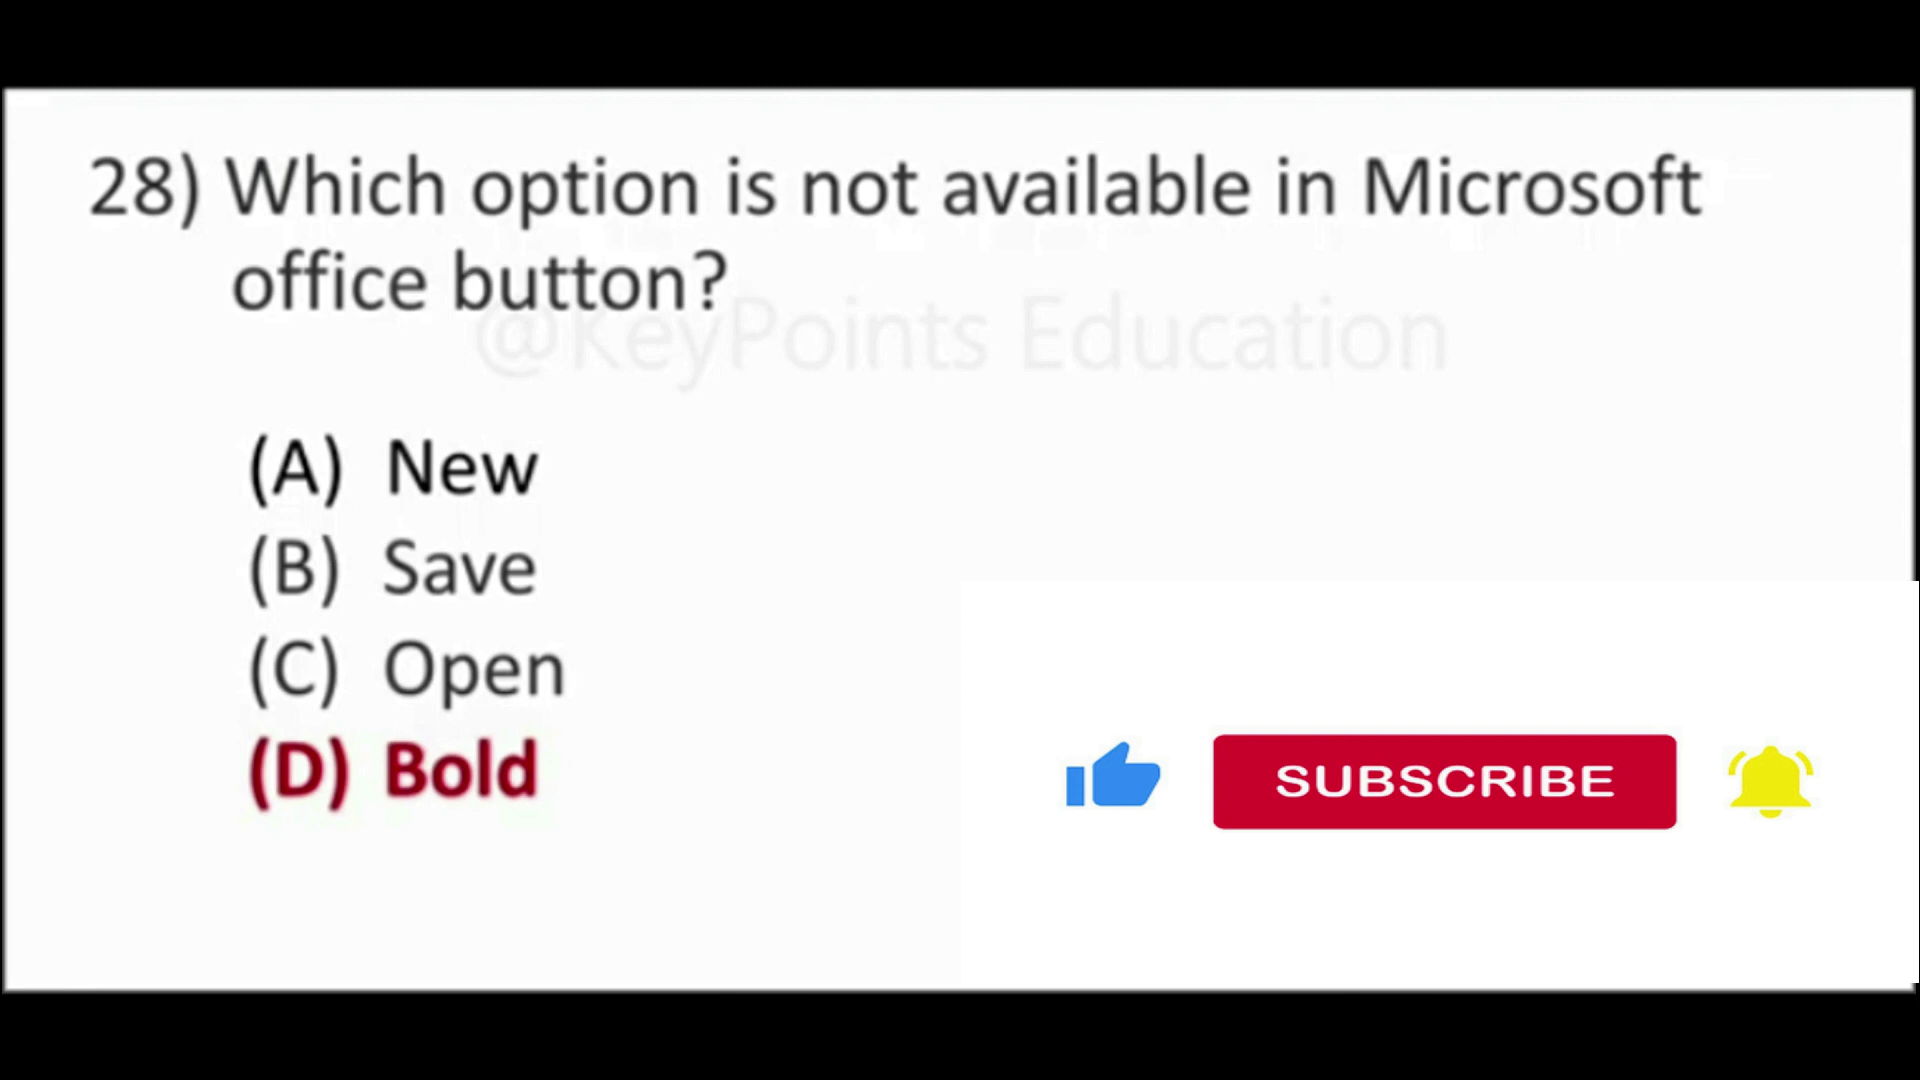 28) Which option is not available in Microsoft
office button?
@KeyPoints Education
(A) New
(B) Save
(C) Open
(D) Bold
SUBSCRIBE